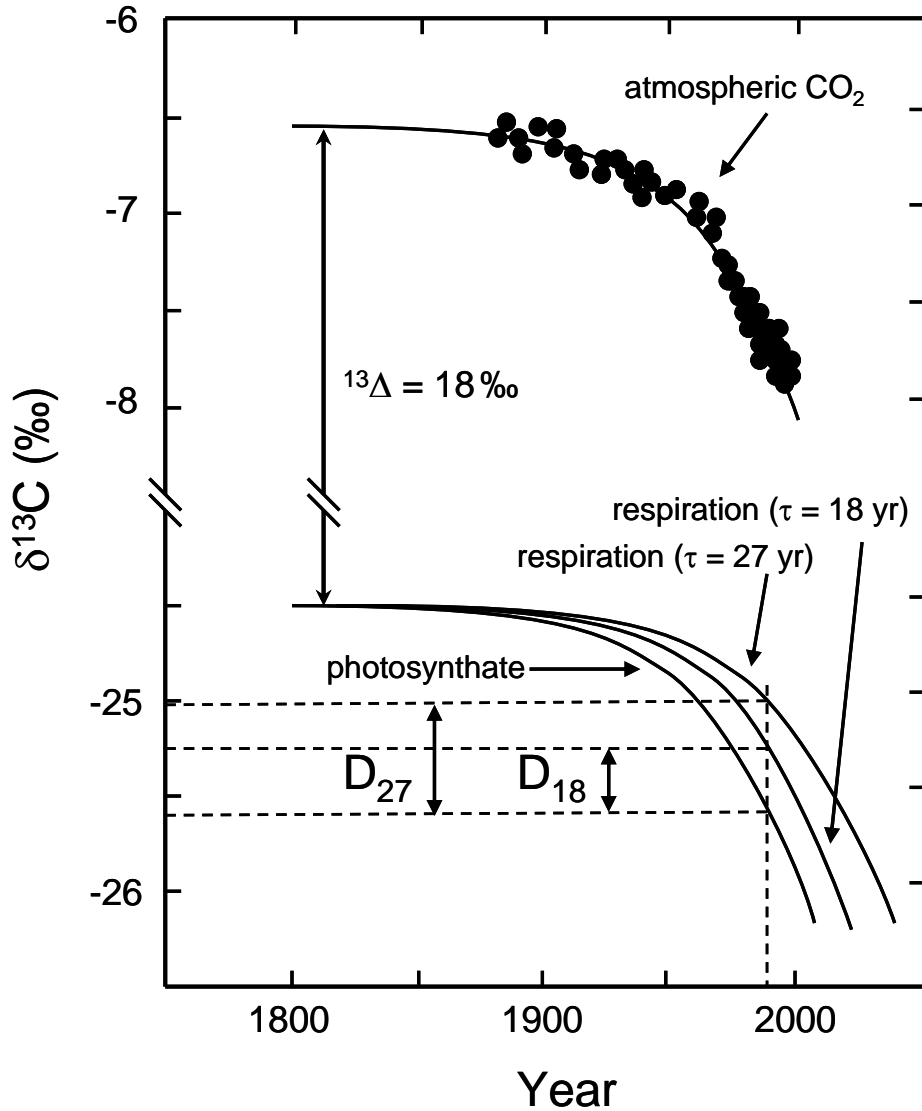 -6
atmospheric CO₂
-7
¹³Δ = 18‰
-8
δ¹³C (‰)
respiration (τ = 18 yr)
respiration (τ = 27 yr)
photosynthate
-25
D₂₇
D₁₈
-26
1800
1900
2000
Year